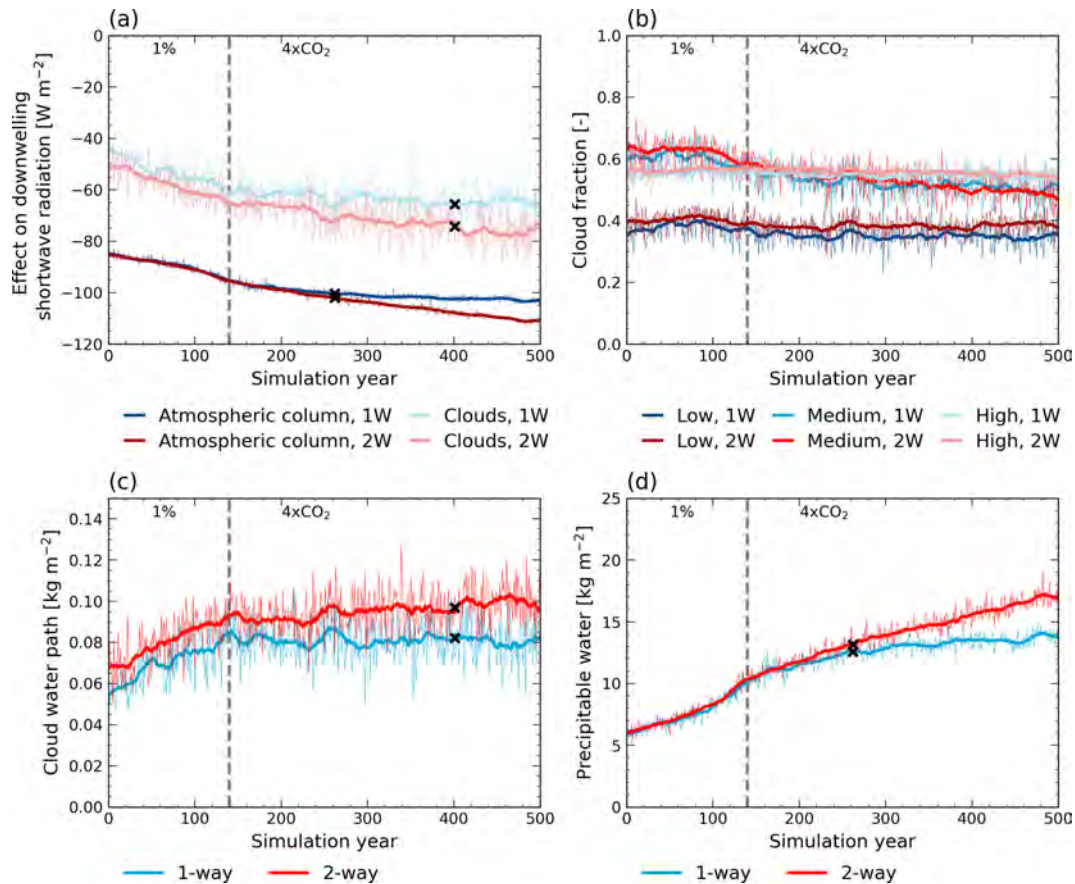 (a)
1%
4xCO₂
Effect on downwelling
shortwave radiation [W m⁻²]
0
−20
−40
−60
−80
−100
−120
0 100 200 300 400 500
Simulation year
Atmospheric column, 1W
Clouds, 1W
Atmospheric column, 2W
Clouds, 2W
(b)
1%
4xCO₂
Cloud fraction [-]
1.0
0.8
0.6
0.4
0.2
0.0
0 100 200 300 400 500
Simulation year
Low, 1W
Medium, 1W
High, 1W
Low, 2W
Medium, 2W
High, 2W
(c)
1%
4xCO₂
Cloud water path [kg m⁻²]
0.14
0.12
0.10
0.08
0.06
0.04
0.02
0.00
0 100 200 300 400 500
Simulation year
1-way
2-way
(d)
1%
4xCO₂
Precipitable water [kg m⁻²]
25
20
15
10
5
0
0 100 200 300 400 500
Simulation year
1-way
2-way